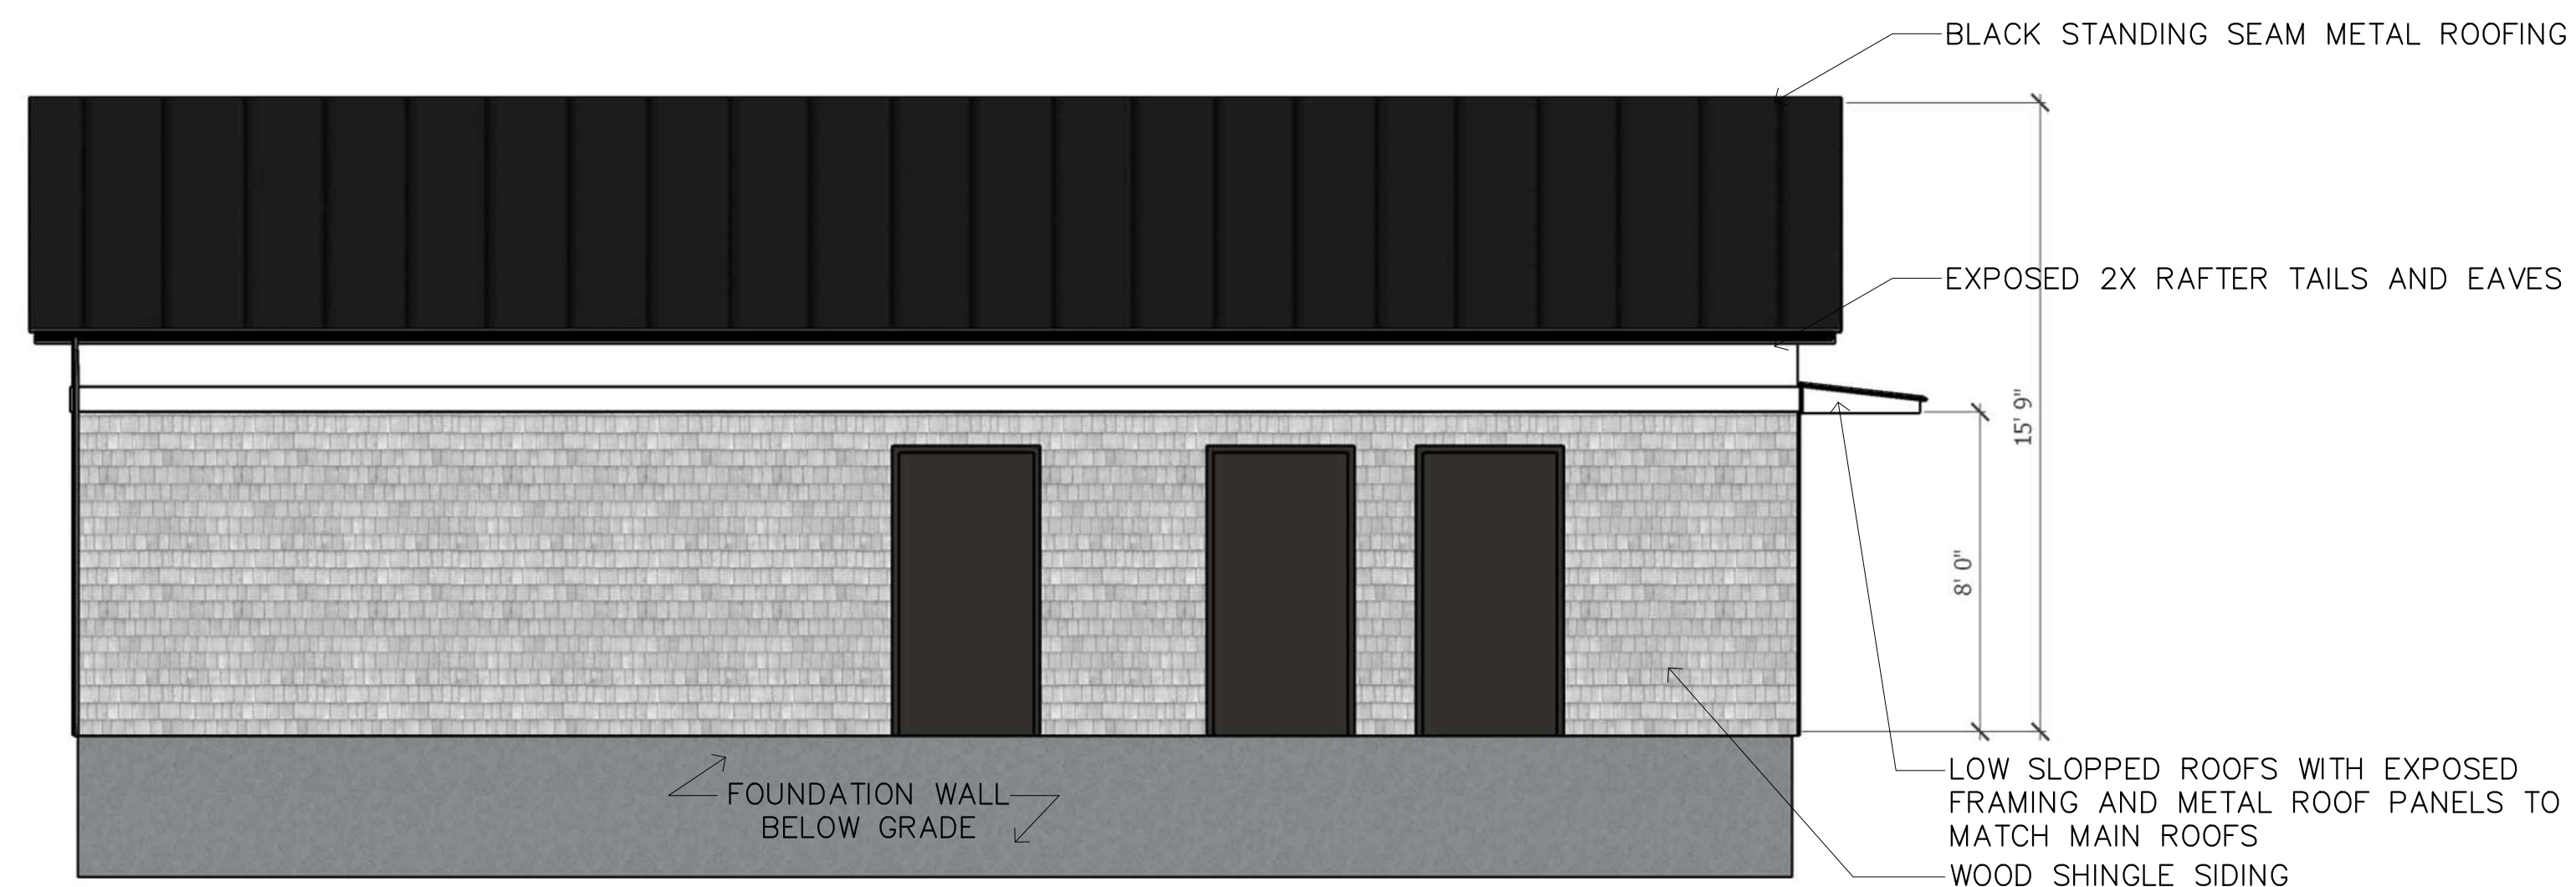 BLACK STANDING SEAM METAL ROOFING
EXPOSED 2X RAFTER TAILS AND EAVES
15' 9"
8' 0"
LOW SLOPPED ROOFS WITH EXPOSED
FRAMING AND METAL ROOF PANELS TO
MATCH MAIN ROOFS
WOOD SHINGLE SIDING
FOUNDATION WALL
BELOW GRADE